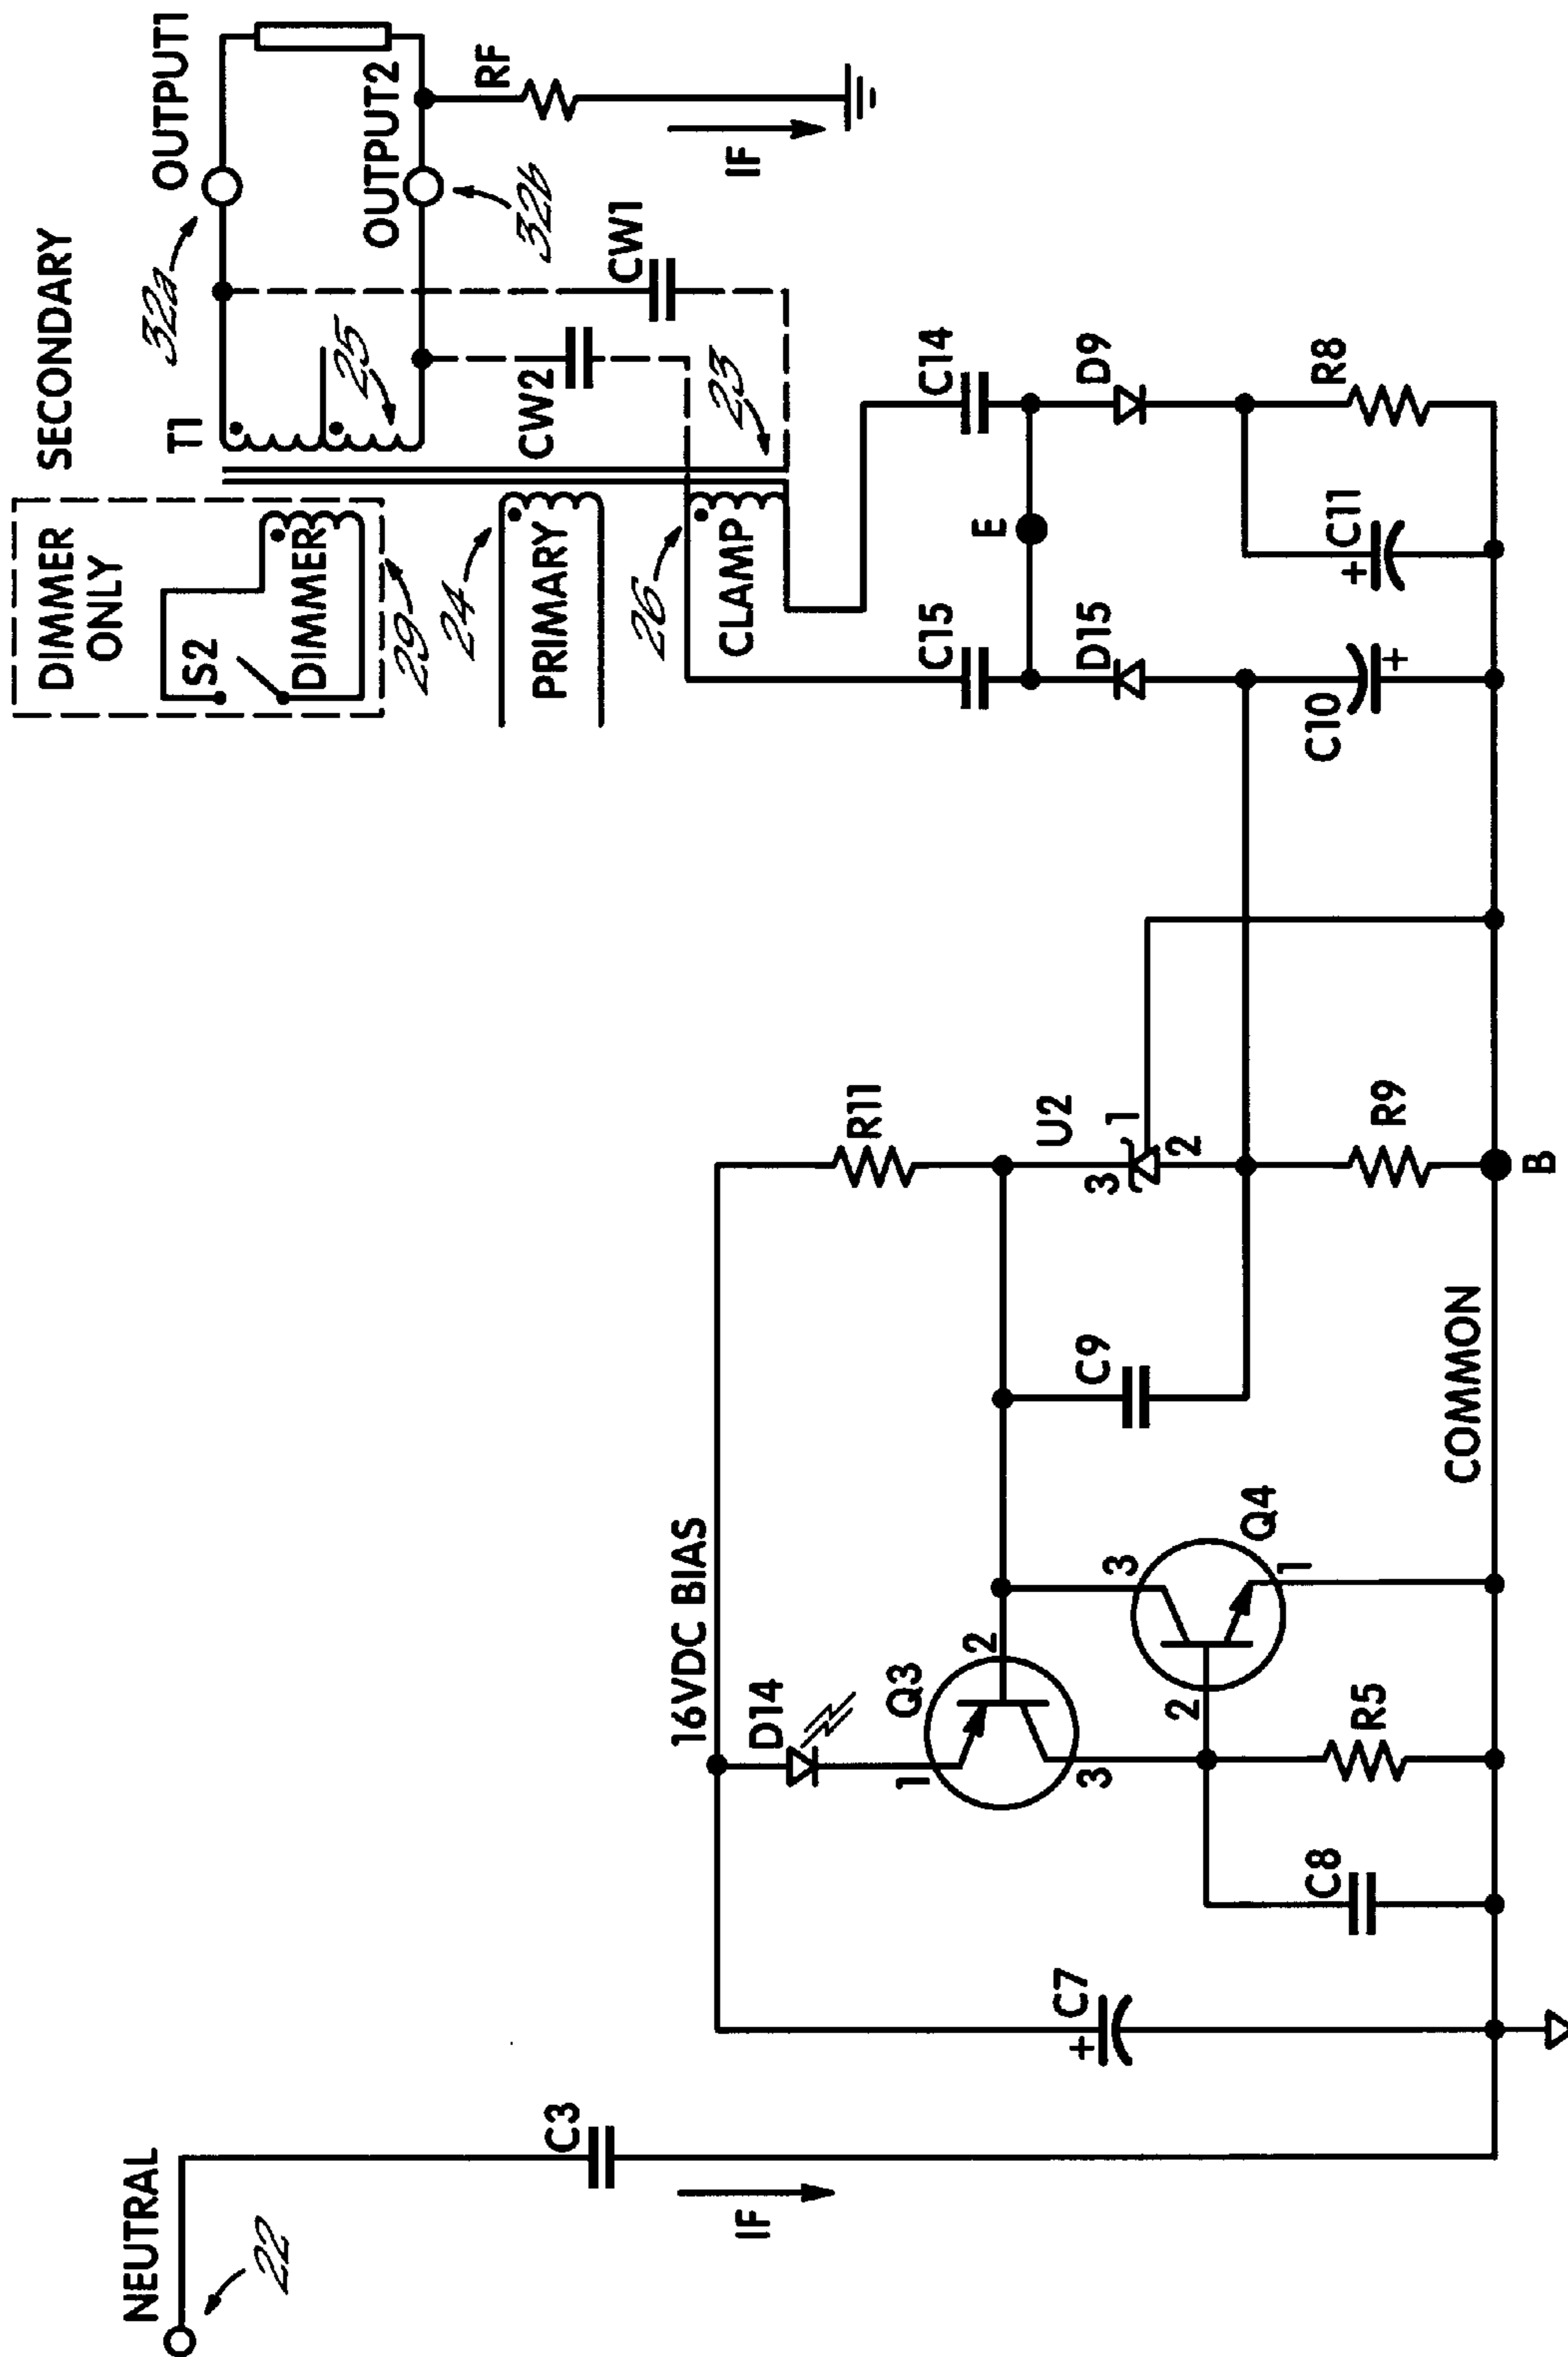 SECONDARY
OUTPUT1
32a
T1
25
OUTPUT2
32b
RF
IF
DIMMER
ONLY
S2
DIMMER
29
24
PRIMARY
26
CLAMP
CW2
CW1
23
C14
C15
E
D9
D15
R8
C11
+
C10
+
NEUTRAL
22
C3
IF
16VDC BIAS
C7
+
D14
Q3
1
2
3
C8
R5
Q4
2
3
1
C9
R11
U2
3
1
2
R9
COMMON
B